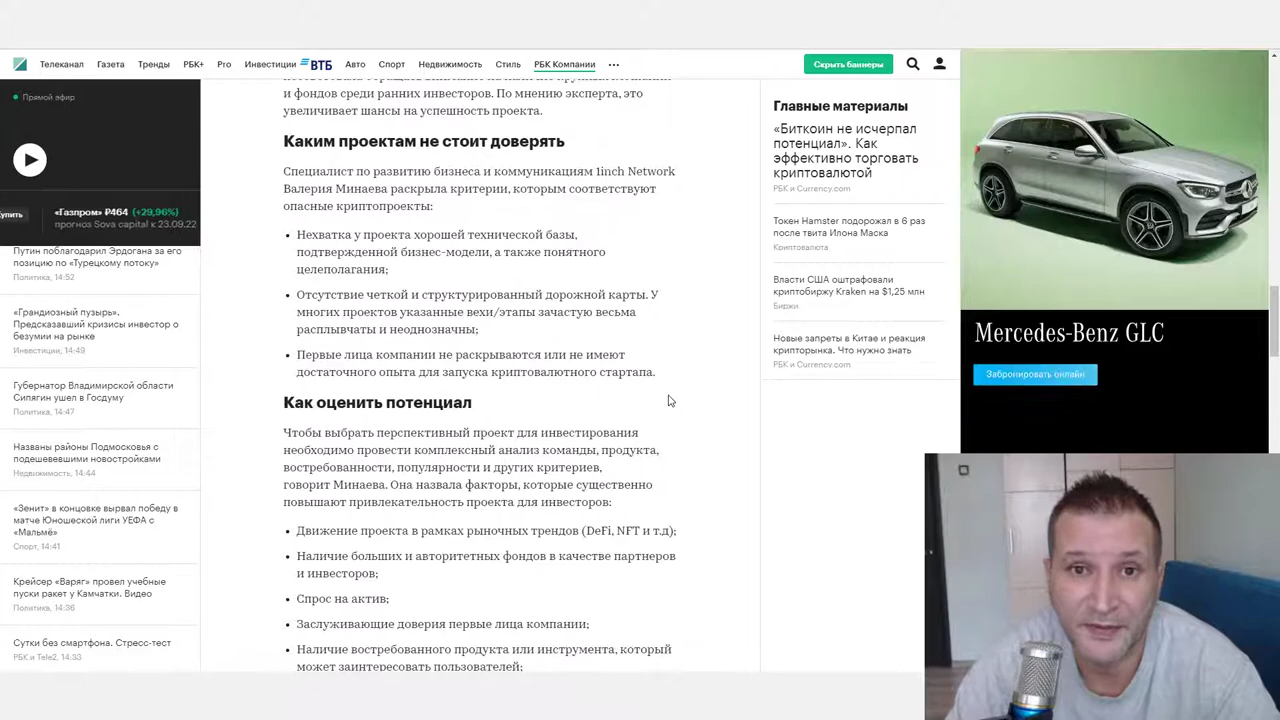 Телеканал Газета Тренды РБК+ Pro Инвестиции ВТБ Авто Спорт Недвижимость Стиль РБК Компании ...
Скрыть баннеры
Прямой эфир
упить
«Газпром» ₽464 (+29,96%)
прогноз Sova capital к 23.09.22
Путин поблагодарил Эрдогана за его
позицию по «Турецкому потоку»
Политика, 14:52
«Грандиозный пузырь».
Предсказавший кризисы инвестор о
безумии на рынке
Инвестиции, 14:49
Губернатор Владимирской области
Сипягин ушел в Госдуму
Политика, 14:47
Названы районы Подмосковья с
подешевевшими новостройками
Недвижимость, 14:44
«Зенит» в концовке вырвал победу в
матче Юношеской лиги УЕФА с
«Мальмё»
Спорт, 14:41
Крейсер «Варяг» провел учебные
пуски ракет у Камчатки. Видео
Политика, 14:36
Сутки без смартфона. Стресс-тест
РБК и Tele2, 14:33
и фондов среди ранних инвесторов. По мнению эксперта, это
увеличивает шансы на успешность проекта.
Каким проектам не стоит доверять
Специалист по развитию бизнеса и коммуникациям 1inch Network
Валерия Минаева раскрыла критерии, которым соответствуют
опасные криптопроекты:
• Нехватка у проекта хорошей технической базы,
подтвержденной бизнес-модели, а также понятного
целеполагания;
• Отсутствие четкой и структурированный дорожной карты. У
многих проектов указанные вехи/этапы зачастую весьма
расплывчаты и неоднозначны;
• Первые лица компании не раскрываются или не имеют
достаточного опыта для запуска криптовалютного стартапа.
Как оценить потенциал
Чтобы выбрать перспективный проект для инвестирования
необходимо провести комплексный анализ команды, продукта,
востребованности, популярности и других критериев,
говорит Минаева. Она назвала факторы, которые существенно
повышают привлекательность проекта для инвесторов:
• Движение проекта в рамках рыночных трендов (DeFi, NFT и т.д);
• Наличие больших и авторитетных фондов в качестве партнеров
и инвесторов;
• Спрос на актив;
• Заслуживающие доверия первые лица компании;
• Наличие востребованного продукта или инструмента, который
может заинтересовать пользователей;
Главные материалы
«Биткоин не исчерпал
потенциал». Как
эффективно торговать
криптовалютой
РБК и Currency.com
Токен Hamster подорожал в 6 раз
после твита Илона Маска
Криптовалюта
Власти США оштрафовали
криптобиржу Kraken на $1,25 млн
Биржи
Новые запреты в Китае и реакция
крипторынка. Что нужно знать
РБК и Currency.com
Mercedes-Benz GLC
Забронировать онлайн